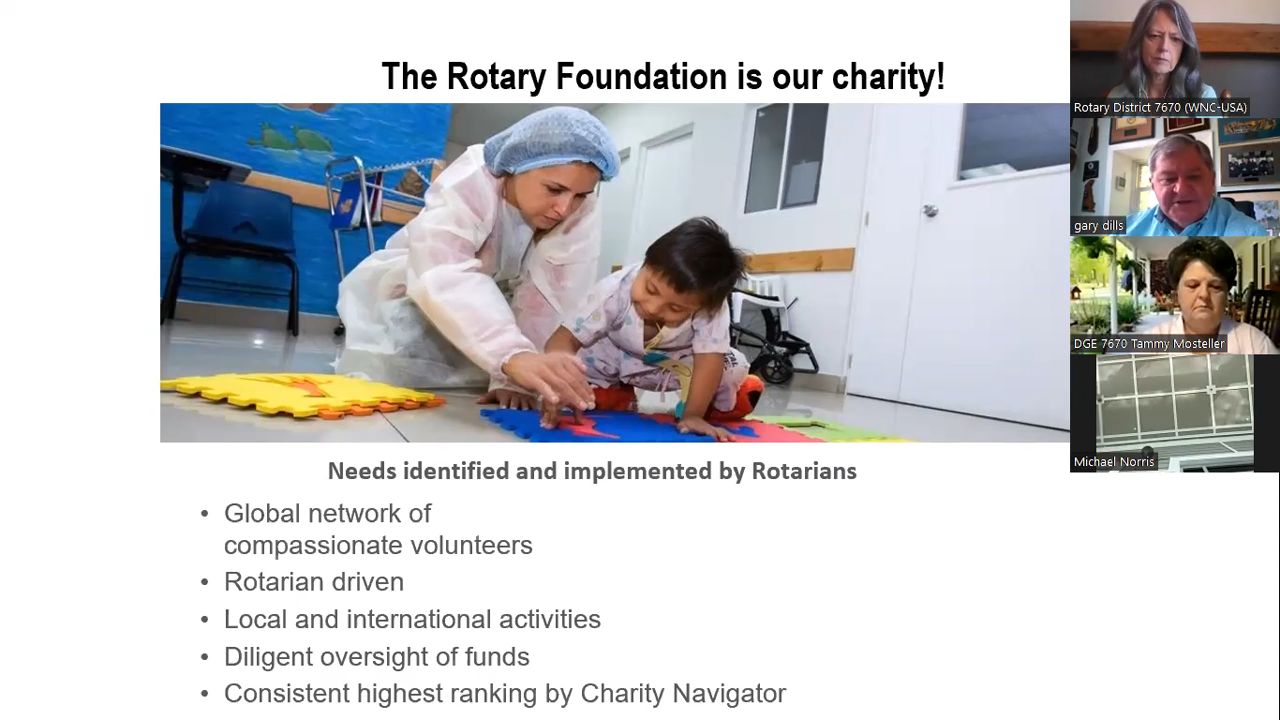 The Rotary Foundation is our charity!
Needs identified and implemented by Rotarians
• Global network of
compassionate volunteers
• Rotarian driven
• Local and international activities
• Diligent oversight of funds
• Consistent highest ranking by Charity Navigator
Rotary District 7670 (WNC-USA)
gary dills
DGE 7670 Tammy Mosteller
Michael Norris